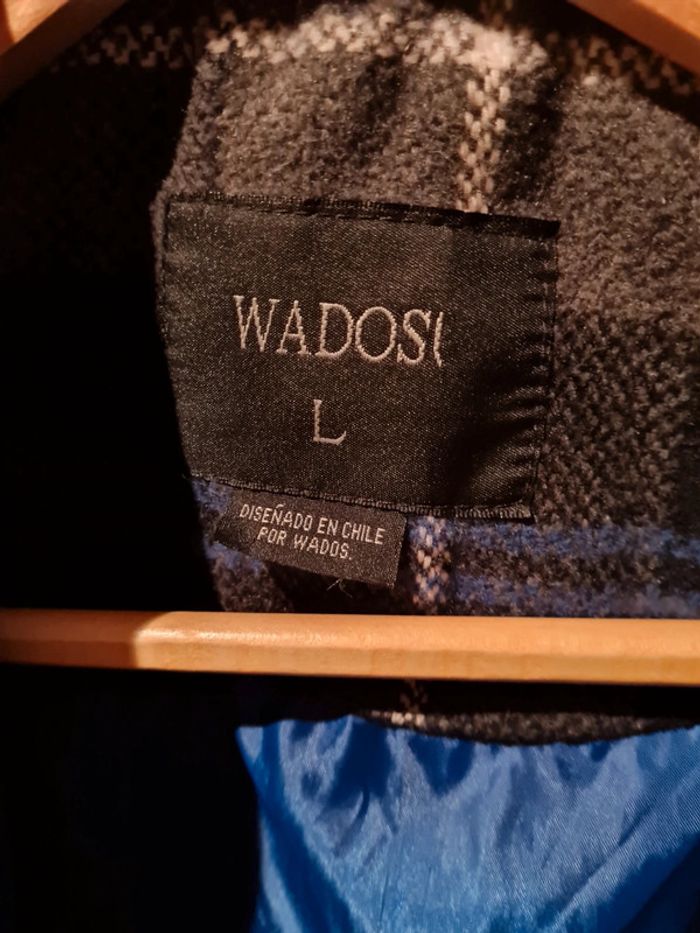 WADOS(
L
DISEÑADO EN CHILE
POR WADOS.